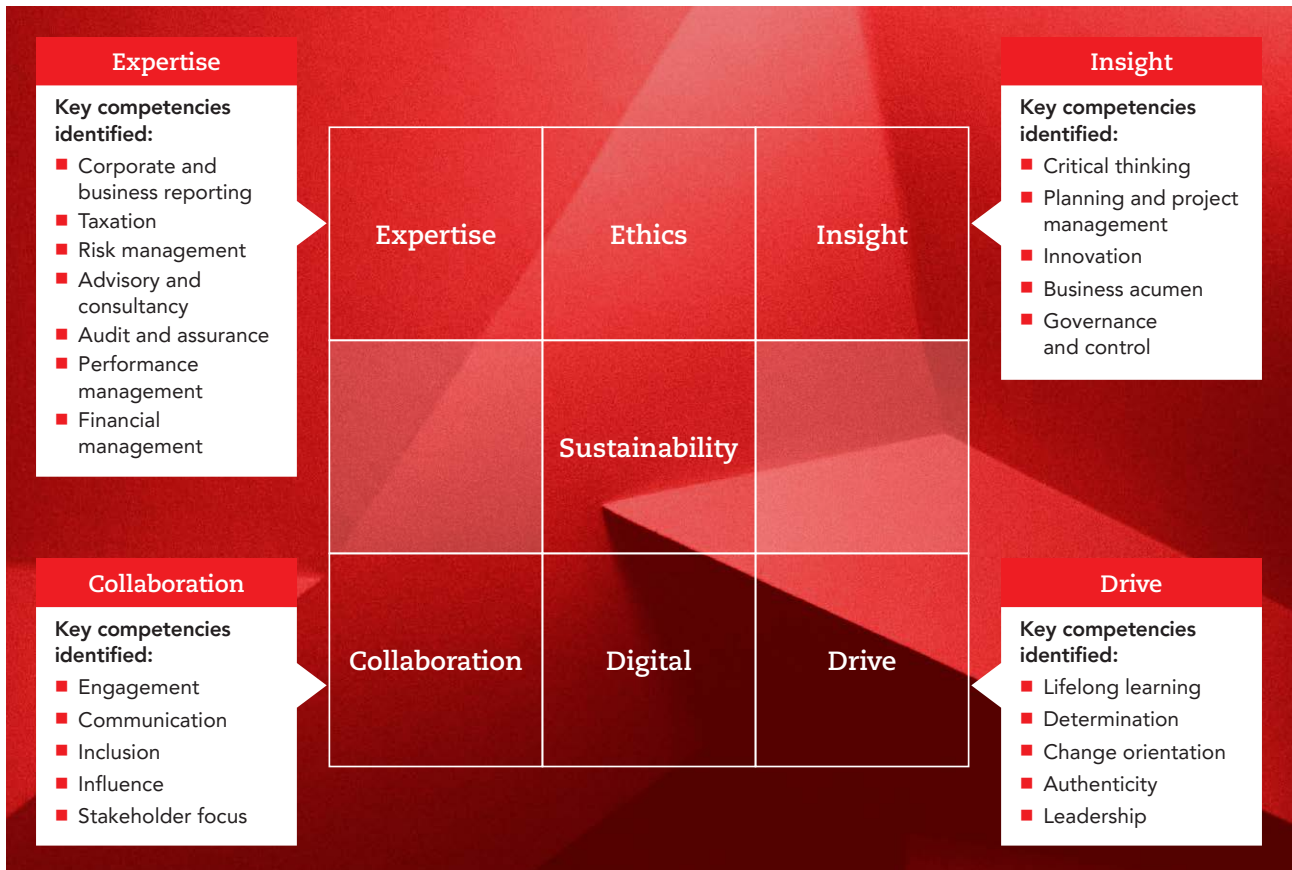 Expertise
Key competencies
identified:
Corporate and
business reporting
Taxation
Risk management
Advisory and
consultancy
Audit and assurance
Performance
management
Financial
management
Insight
Key competencies
identified:
Critical thinking
Planning and project
management
Innovation
Business acumen
Governance
and control
Expertise
Ethics
Insight
Sustainability
Collaboration
Digital
Drive
Collaboration
Key competencies
identified:
Engagement
Communication
Inclusion
Influence
Stakeholder focus
Drive
Key competencies
identified:
Lifelong learning
Determination
Change orientation
Authenticity
Leadership